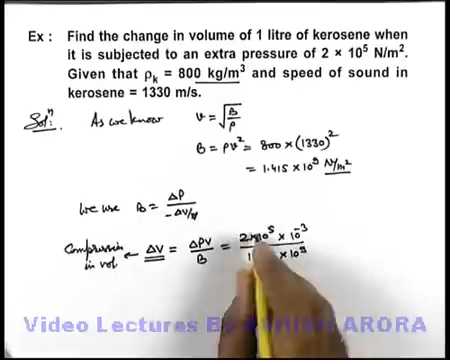 Ex : Find the change in volume of 1 litre of kerosene when
it is subjected to an extra pressure of 2 × 10⁵ N/m².
Given that ρₖ = 800 kg/m³ and speed of sound in
kerosene = 1330 m/s.
Solⁿ. As we know v = √(B/ρ)
B = ρv² = 800 × (1330)²
= 1.415 × 10⁹ N/m²
We use B = ΔP / (-ΔV/V)
Compression in vol. ← ΔV = ΔPV / B = 2×10⁵ × 10⁻³ / 1 × 10⁹
Video Lectures By ARORA